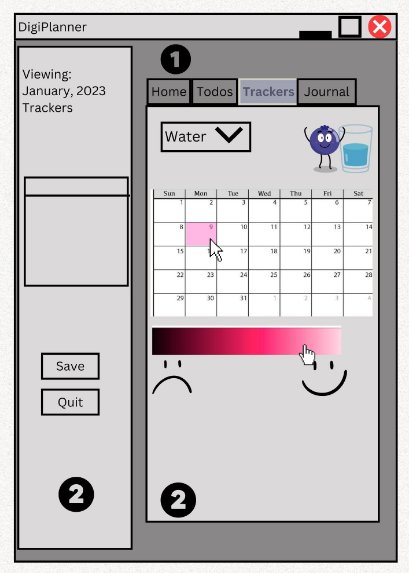 DigiPlanner
1
Viewing:
January, 2023
Trackers
Home Todos Trackers Journal
Water
Sun Mon Tue Wed Thu Fri Sat
1 2 3 4 5 6 7
8 9 10 11 12 13 14
15 17 18 19 20 21
22 23 24 25 26 27 28
29 30 31 1 2 3 4
Save
Quit
2
2